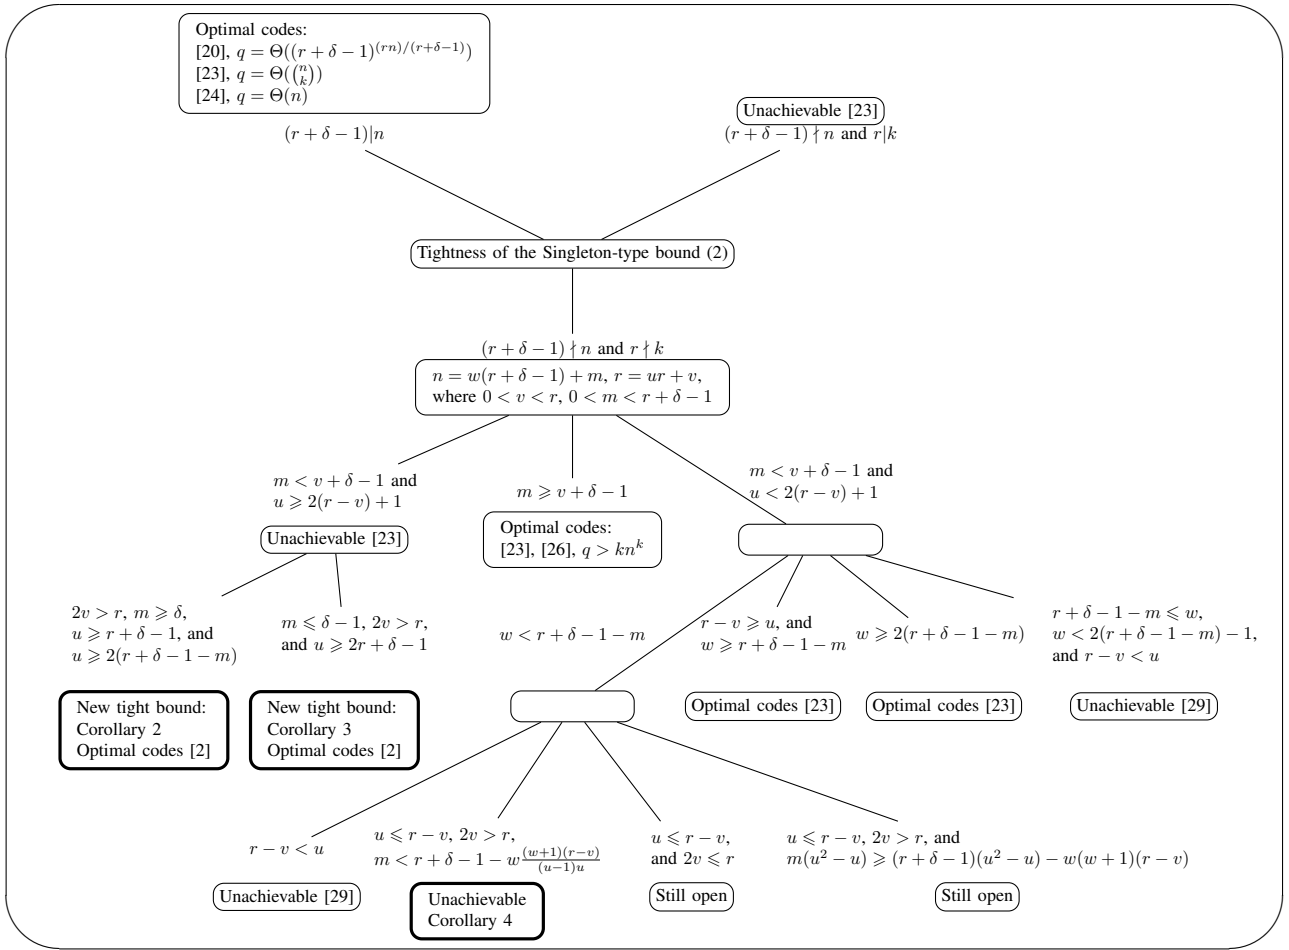 Optimal codes:
[20], q = Θ((r + δ − 1)^{(rn)/(r+δ−1)})
[23], q = Θ(\binom{n}{k})
[24], q = Θ(n)
(r + δ − 1)|n
Unachievable [23]
(r + δ − 1) ∤ n and r|k
Tightness of the Singleton-type bound (2)
(r + δ − 1) ∤ n and r ∤ k
n = w(r + δ − 1) + m, r = ur + v,
where 0 < v < r, 0 < m < r + δ − 1
m < v + δ − 1 and
u ⩾ 2(r − v) + 1
Unachievable [23]
m ⩾ v + δ − 1
Optimal codes:
[23], [26], q > kn^k
m < v + δ − 1 and
u < 2(r − v) + 1
2v > r, m ⩾ δ,
u ⩾ r + δ − 1, and
u ⩾ 2(r + δ − 1 − m)
m ⩽ δ − 1, 2v > r,
and u ⩾ 2r + δ − 1
w < r + δ − 1 − m
r − v ⩾ u, and
w ⩾ r + δ − 1 − m
w ⩾ 2(r + δ − 1 − m)
r + δ − 1 − m ⩽ w,
w < 2(r + δ − 1 − m) − 1,
and r − v < u
New tight bound:
Corollary 2
Optimal codes [2]
New tight bound:
Corollary 3
Optimal codes [2]
Optimal codes [23]
Optimal codes [23]
Unachievable [29]
r − v < u
Unachievable [29]
u ⩽ r − v, 2v > r,
m < r + δ − 1 − w\frac{(w+1)(r−v)}{(u−1)u}
Unachievable
Corollary 4
u ⩽ r − v,
and 2v ⩽ r
Still open
u ⩽ r − v, 2v > r, and
m(u² − u) ⩾ (r + δ − 1)(u² − u) − w(w + 1)(r − v)
Still open